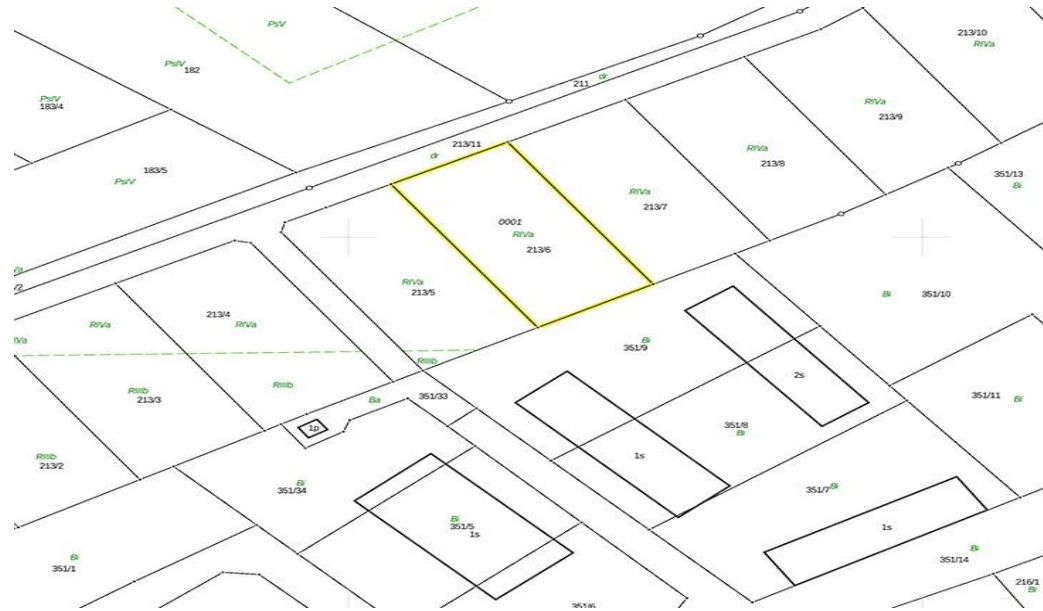 PsV
213/10
RIVa
PsIV
182
dr
211
PsIV
183/4
RIVa
213/9
213/11
dr
RIVa
213/8
183/5
PsIV
351/13
Bi
RIVa
213/7
0001
RIVa
213/6
RIVa
213/5
Bi
351/10
213/4
RIVa
RIVa
Bi
351/9
RIIIb
RIIIb
RIIIb
213/3
Ba
351/33
2s
351/11
Bi
1p
351/8
Bi
1s
RIIIb
213/2
Bi
351/34
351/7
Bi
Bi
351/5
1s
1s
Bi
351/1
Bi
351/14
216/1
Bi
351/6